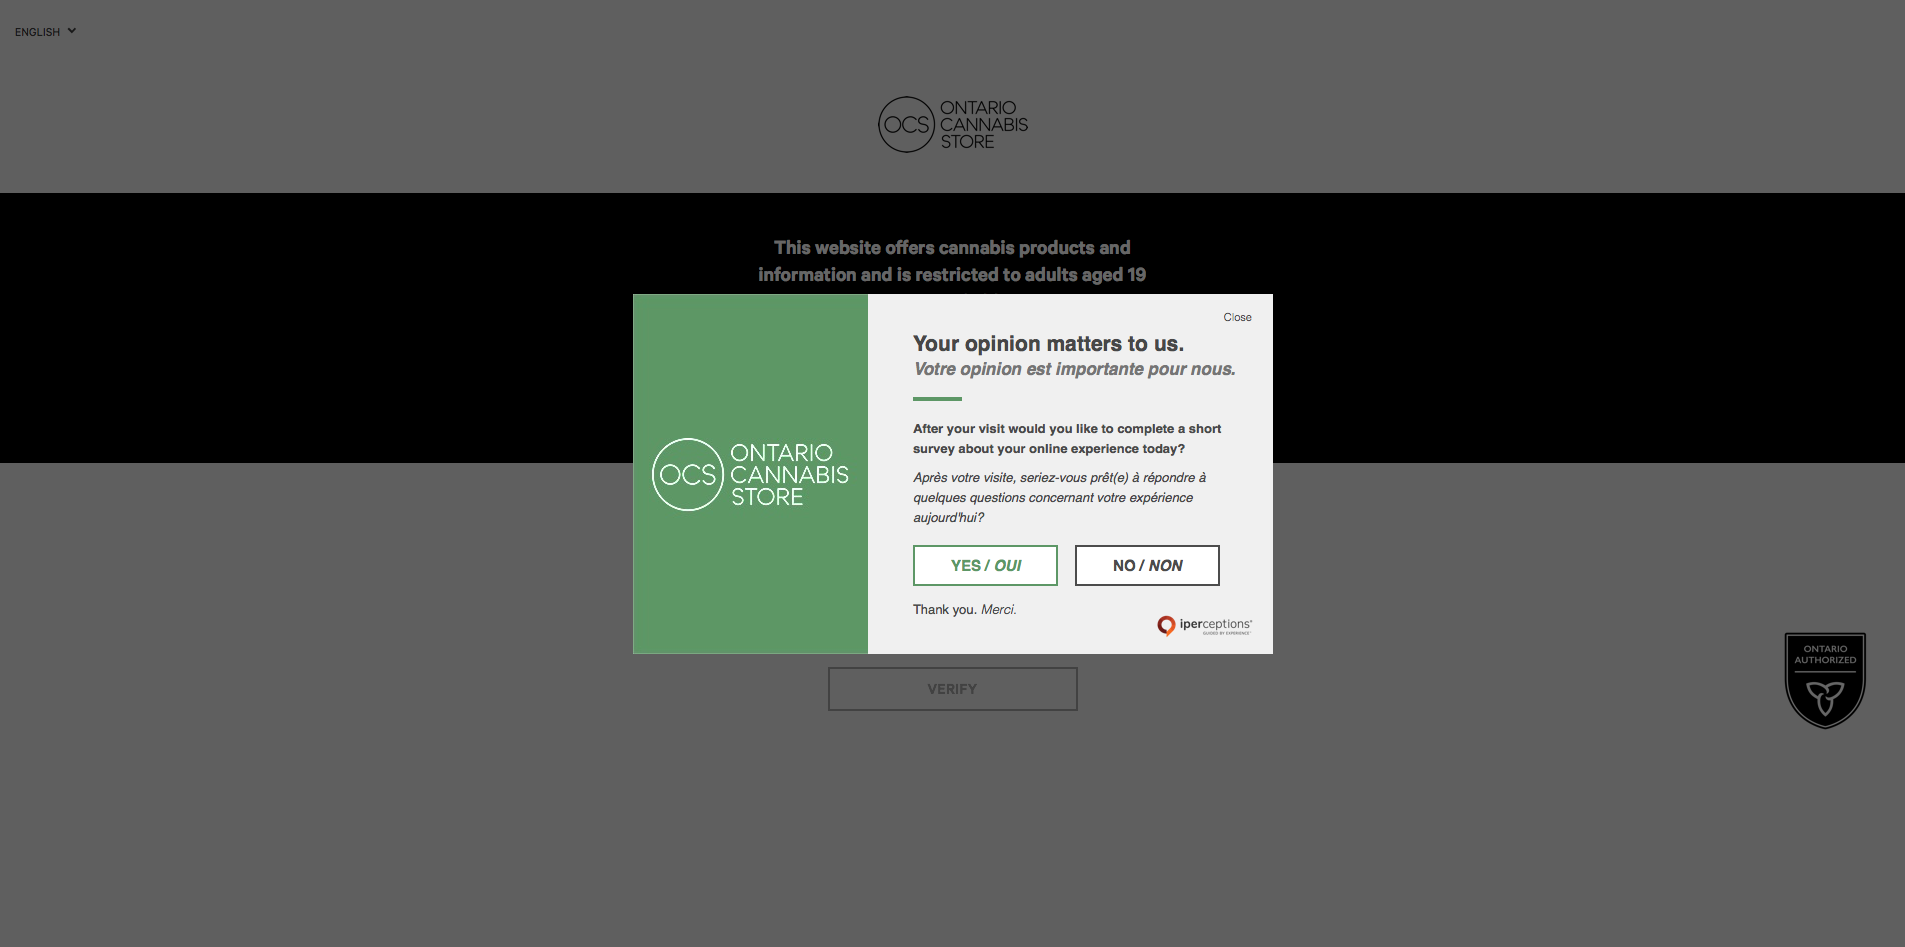 ENGLISH
OCS
ONTARIO
CANNABIS
STORE
This website offers cannabis products and
information and is restricted to adults aged 19
Close
Your opinion matters to us.
Votre opinion est importante pour nous.
After your visit would you like to complete a short
survey about your online experience today?
Après votre visite, seriez-vous prêt(e) à répondre à
quelques questions concernant votre expérience
aujourd'hui?
OCS
ONTARIO
CANNABIS
STORE
YES / OUI
NO / NON
Thank you. Merci.
iperceptions
GUIDED BY EXPERIENCE
VERIFY
ONTARIO
AUTHORIZED